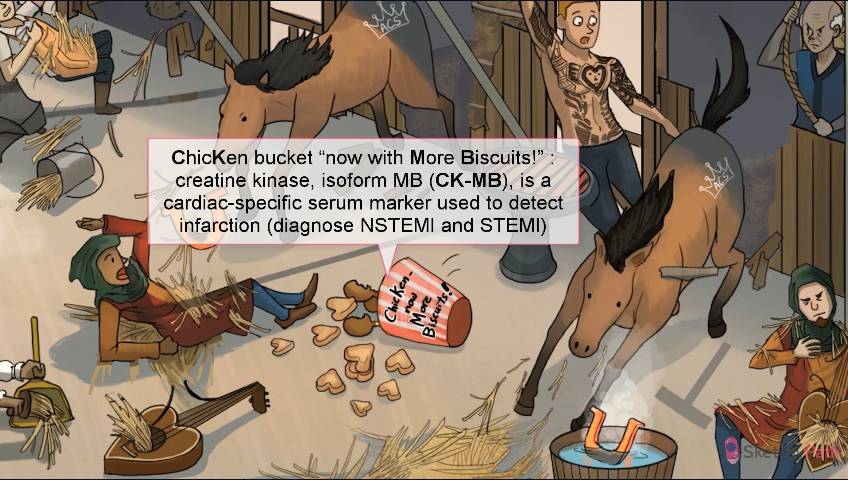 ACS
ChicKen bucket “now with More Biscuits!” :
creatine kinase, isoform MB (CK-MB), is a
cardiac-specific serum marker used to detect
infarction (diagnose NSTEMI and STEMI)
ACS
ChicKen-
now
More
Biscuits!
SketchyPath